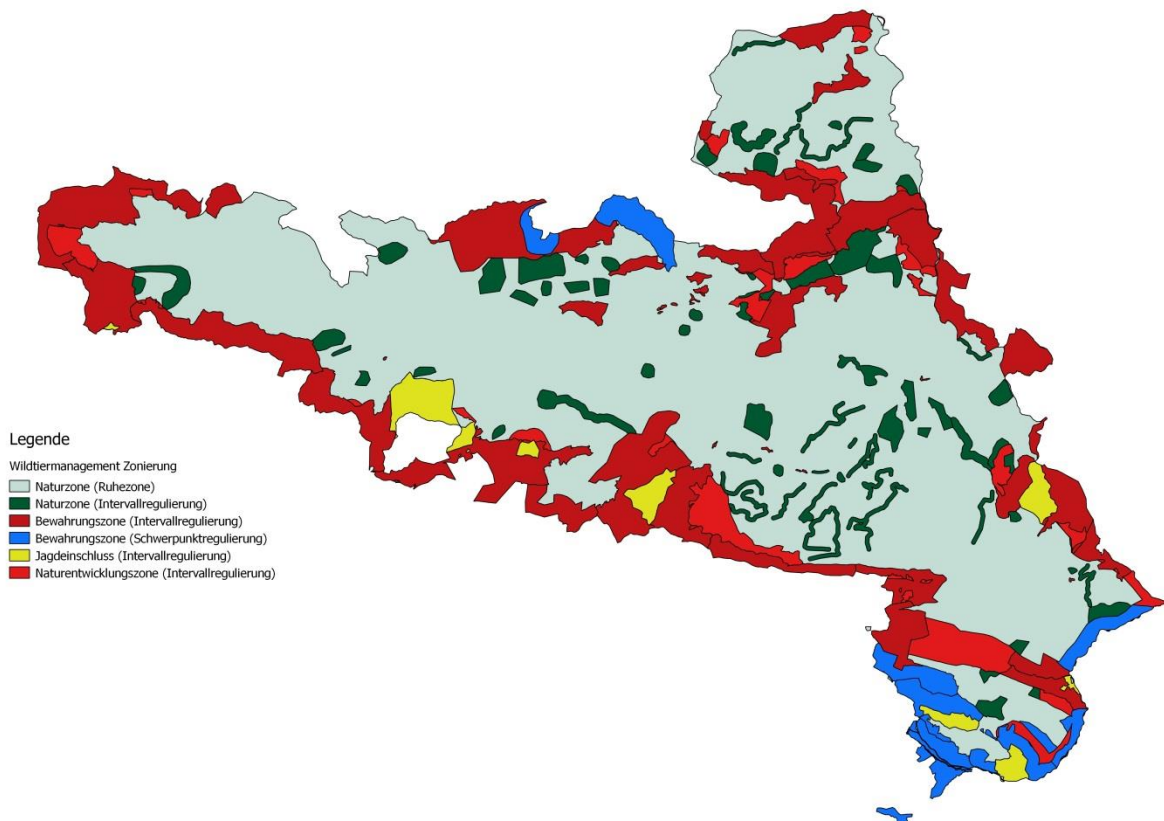 Legende
Wildtiermanagement Zonierung
Naturzone (Ruhezone)
Naturzone (Intervallregulierung)
Bewahrungszone (Intervallregulierung)
Bewahrungszone (Schwerpunktregulierung)
Jagdeinschluss (Intervallregulierung)
Naturentwicklungszone (Intervallregulierung)